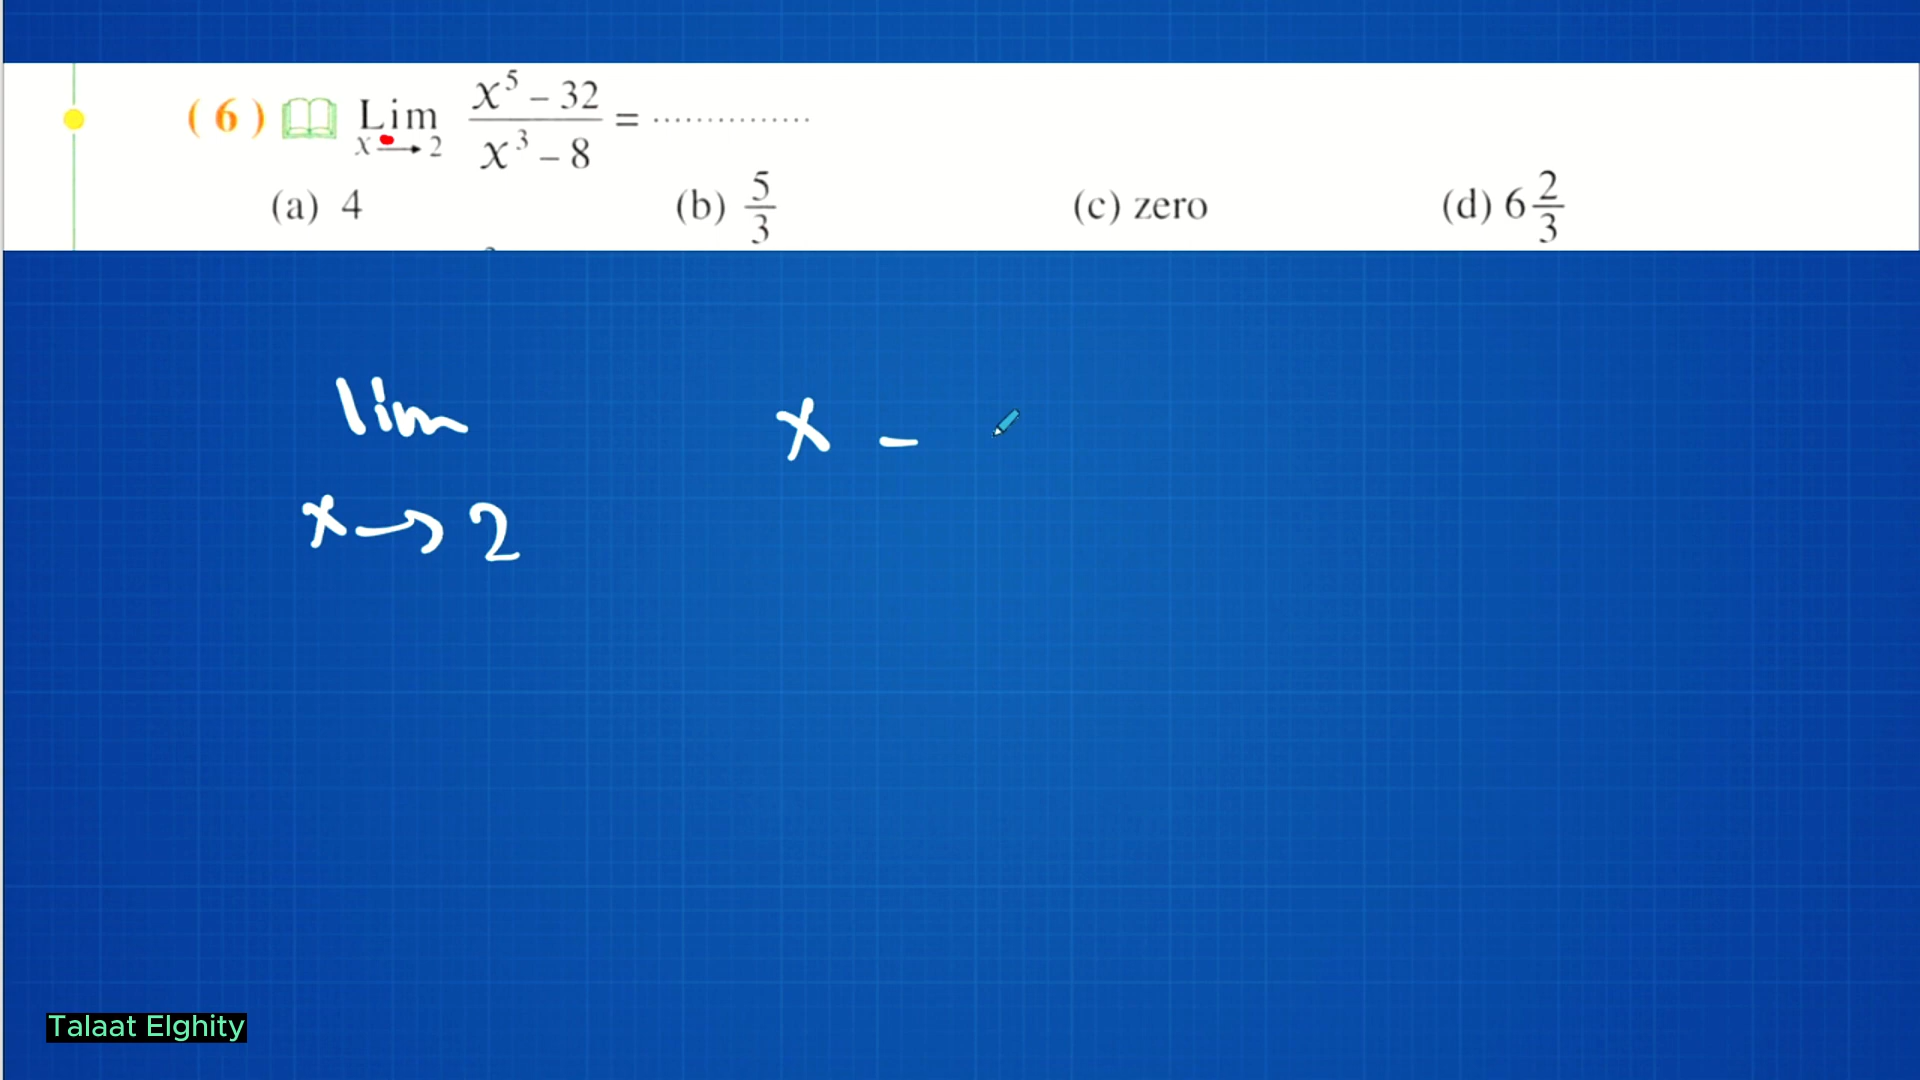 (6) Lim x→2 (x⁵ – 32)/(x³ – 8) = ...............
(a) 4 (b) 5/3 (c) zero (d) 6 2/3
lim x –
x → 2
Talaat Elghity